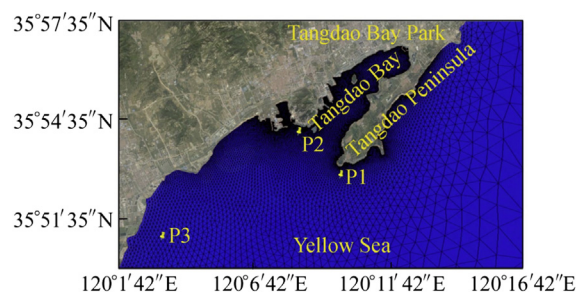 35°57′35″N
Tangdao Bay Park
Tangdao Bay
Tangdao Peninsula
35°54′35″N
P2
P1
35°51′35″N
P3
Yellow Sea
120°1′42″E
120°6′42″E
120°11′42″E
120°16′42″E